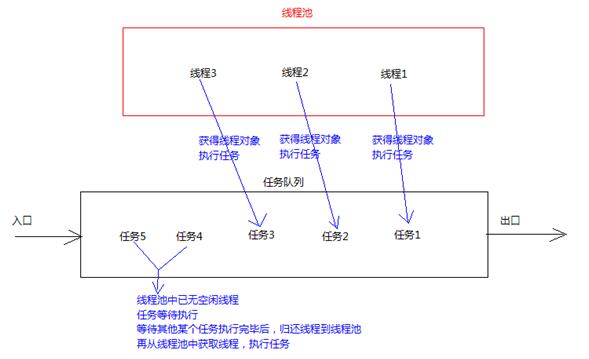 线程池
线程3
线程2
线程1
获得线程对象
执行任务
获得线程对象
执行任务
获得线程对象
执行任务
任务队列
入口
出口
任务5
任务4
任务3
任务2
任务1
线程池中已无空闲线程
任务等待执行
等待其他某个任务执行完毕后，归还线程到线程池
再从线程池中获取线程，执行任务